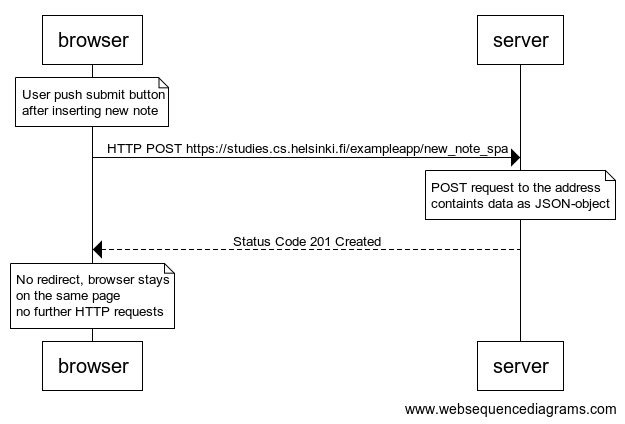 browser
server
User push submit button
after inserting new note
HTTP POST https://studies.cs.helsinki.fi/exampleapp/new_note_spa
POST request to the address
containts data as JSON-object
Status Code 201 Created
No redirect, browser stays
on the same page
no further HTTP requests
browser
server
www.websequencediagrams.com